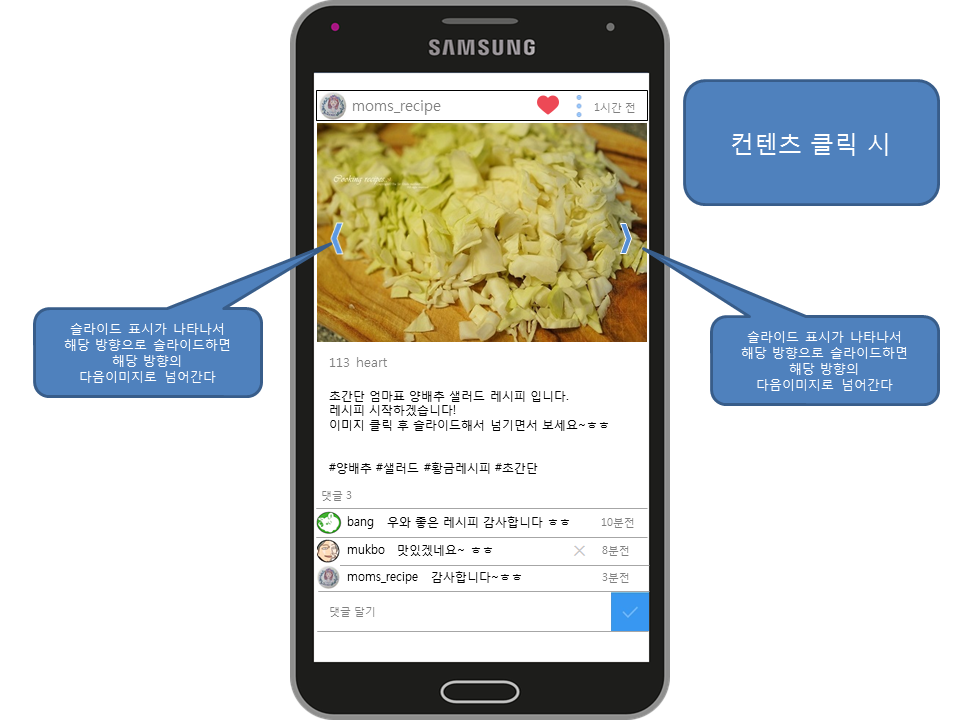 SAMSUNG
moms_recipe 1시간 전
컨텐츠 클릭 시
Cooking recipe..
슬라이드 표시가 나타나서
해당 방향으로 슬라이드하면
해당 방향의
다음이미지로 넘어간다
슬라이드 표시가 나타나서
해당 방향으로 슬라이드하면
해당 방향의
다음이미지로 넘어간다
113 heart
초간단 엄마표 양배추 샐러드 레시피 입니다.
레시피 시작하겠습니다!
이미지 클릭 후 슬라이드해서 넘기면서 보세요~ㅎㅎ
#양배추 #샐러드 #황금레시피 #초간단
댓글 3
bang 우와 좋은 레시피 감사합니다 ㅎㅎ 10분전
mukbo 맛있겠네요~ ㅎㅎ 8분전
moms_recipe 감사합니다~ㅎㅎ 3분전
댓글 달기